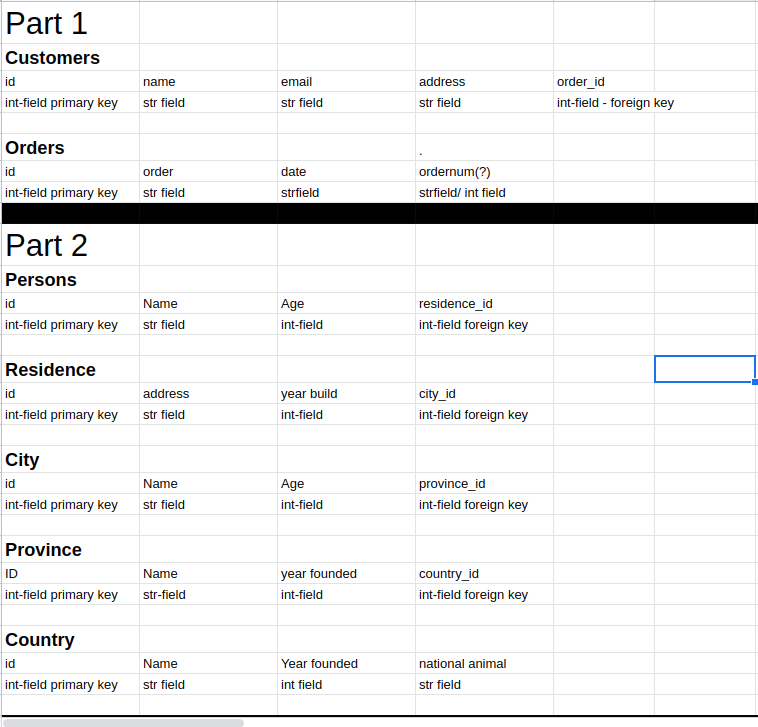 Part 1
Customers
id name email address order_id
int-field primary key str field str field str field int-field - foreign key
Orders .
id order date ordernum(?)
int-field primary key str field strfield strfield/ int field
Part 2
Persons
id Name Age residence_id
int-field primary key str field int-field int-field foreign key
Residence
id address year build city_id
int-field primary key str field int-field int-field foreign key
City
id Name Age province_id
int-field primary key str field int-field int-field foreign key
Province
ID Name year founded country_id
int-field primary key str-field int-field int-field foreign key
Country
id Name Year founded national animal
int-field primary key str field int field str field